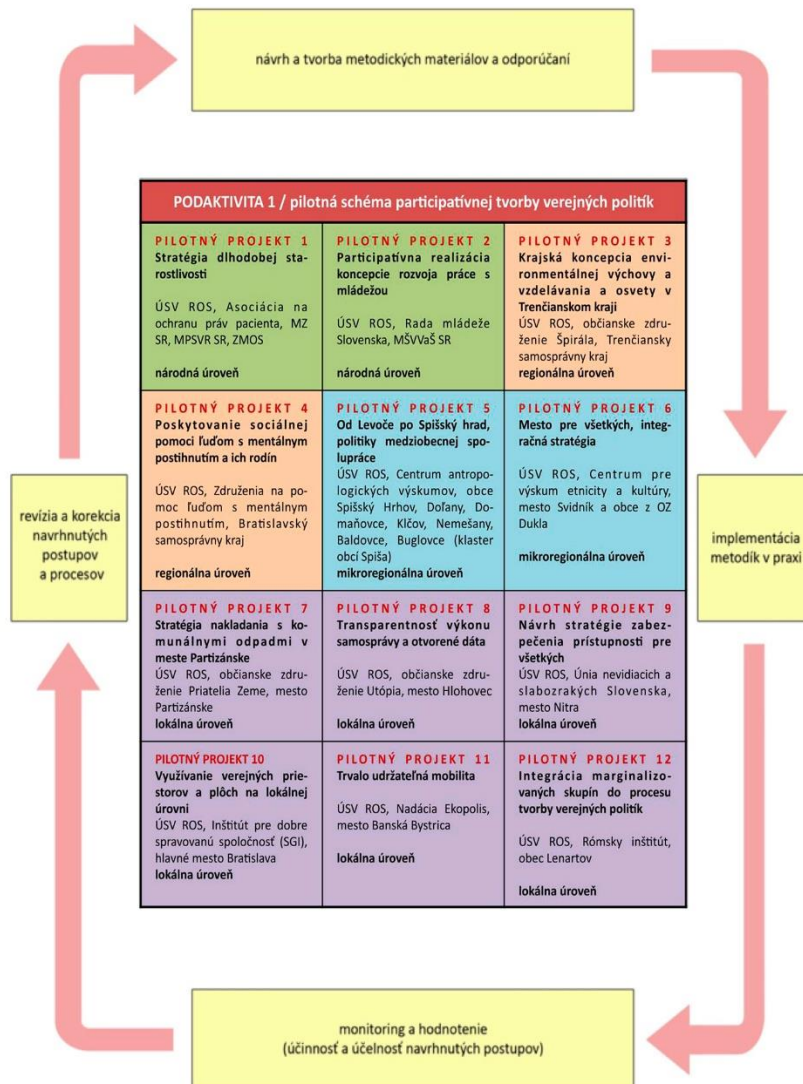 návrh a tvorba metodických materiálov a odporúčaní
PODAKTIVITA 1 / pilotná schéma participatívnej tvorby verejných politík
PILOTNÝ PROJEKT 1
Stratégia dlhodobej sta-
rostlivosti
ÚSV ROS, Asociácia na
ochranu práv pacienta, MZ
SR, MPSVR SR, ZMOS
národná úroveň
PILOTNÝ PROJEKT 2
Participatívna realizácia
koncepcie rozvoja práce s
mládežou
ÚSV ROS, Rada mládeže
Slovenska, MŠVVaŠ SR
národná úroveň
PILOTNÝ PROJEKT 3
Krajská koncepcia envi-
ronmentálnej výchovy a
vzdelávania a osvety v
Trenčianskom kraji
ÚSV ROS, občianske zdru-
ženie Špirála, Trenčiansky
samosprávny kraj
regionálna úroveň
PILOTNÝ PROJEKT 4
Poskytovanie sociálnej
pomoci ľuďom s mentálnym
postihnutím a ich rodín
ÚSV ROS, Združenia na po-
moc ľuďom s mentálnym
postihnutím, Bratislavský
samosprávny kraj
regionálna úroveň
PILOTNÝ PROJEKT 5
Od Levoče po Spišský hrad,
politiky medziobecnej spo-
lupráce
ÚSV ROS, Centrum antropo-
logických výskumov, obce
Spišský Hrhov, Doľany, Do-
maňovce, Klčov, Nemešany,
Baldovce, Buglovce (klaster
obcí Spiša)
mikroregionálna úroveň
PILOTNÝ PROJEKT 6
Mesto pre všetkých, integ-
račná stratégia
ÚSV ROS, Centrum pre
výskum etnicity a kultúry,
mesto Svidník a obce z OZ
Dukla
mikroregionálna úroveň
revízia a korekcia
navrhnutých
postupov
a procesov
implementácia
metodík v praxi
PILOTNÝ PROJEKT 7
Stratégia nakladania s ko-
munálnymi odpadmi v
meste Partizánske
ÚSV ROS, občianske zdru-
ženie Priatelia Zeme, mesto
Partizánske
lokálna úroveň
PILOTNÝ PROJEKT 8
Transparentnosť výkonu
samosprávy a otvorené dáta
ÚSV ROS, občianske zdru-
ženie Utópia, mesto Hlohovec
lokálna úroveň
PILOTNÝ PROJEKT 9
Návrh stratégie zabez-
pečenia prístupnosti pre
všetkých
ÚSV ROS, Únia nevidiacich a
slabozrakých Slovenska,
mesto Nitra
lokálna úroveň
PILOTNÝ PROJEKT 10
Využívanie verejných prie-
storov a plôch na lokálnej
úrovni
ÚSV ROS, Inštitút pre dobre
spravovanú spoločnosť (SGI),
hlavné mesto Bratislava
lokálna úroveň
PILOTNÝ PROJEKT 11
Trvalo udržateľná mobilita
ÚSV ROS, Nadácia Ekopolis,
mesto Banská Bystrica
lokálna úroveň
PILOTNÝ PROJEKT 12
Integrácia marginalizo-
vaných skupín do procesu
tvorby verejných politík
ÚSV ROS, Rómsky inštitút,
obec Lenartov
lokálna úroveň
monitoring a hodnotenie
(účinnosť a účelnosť navrhnutých postupov)